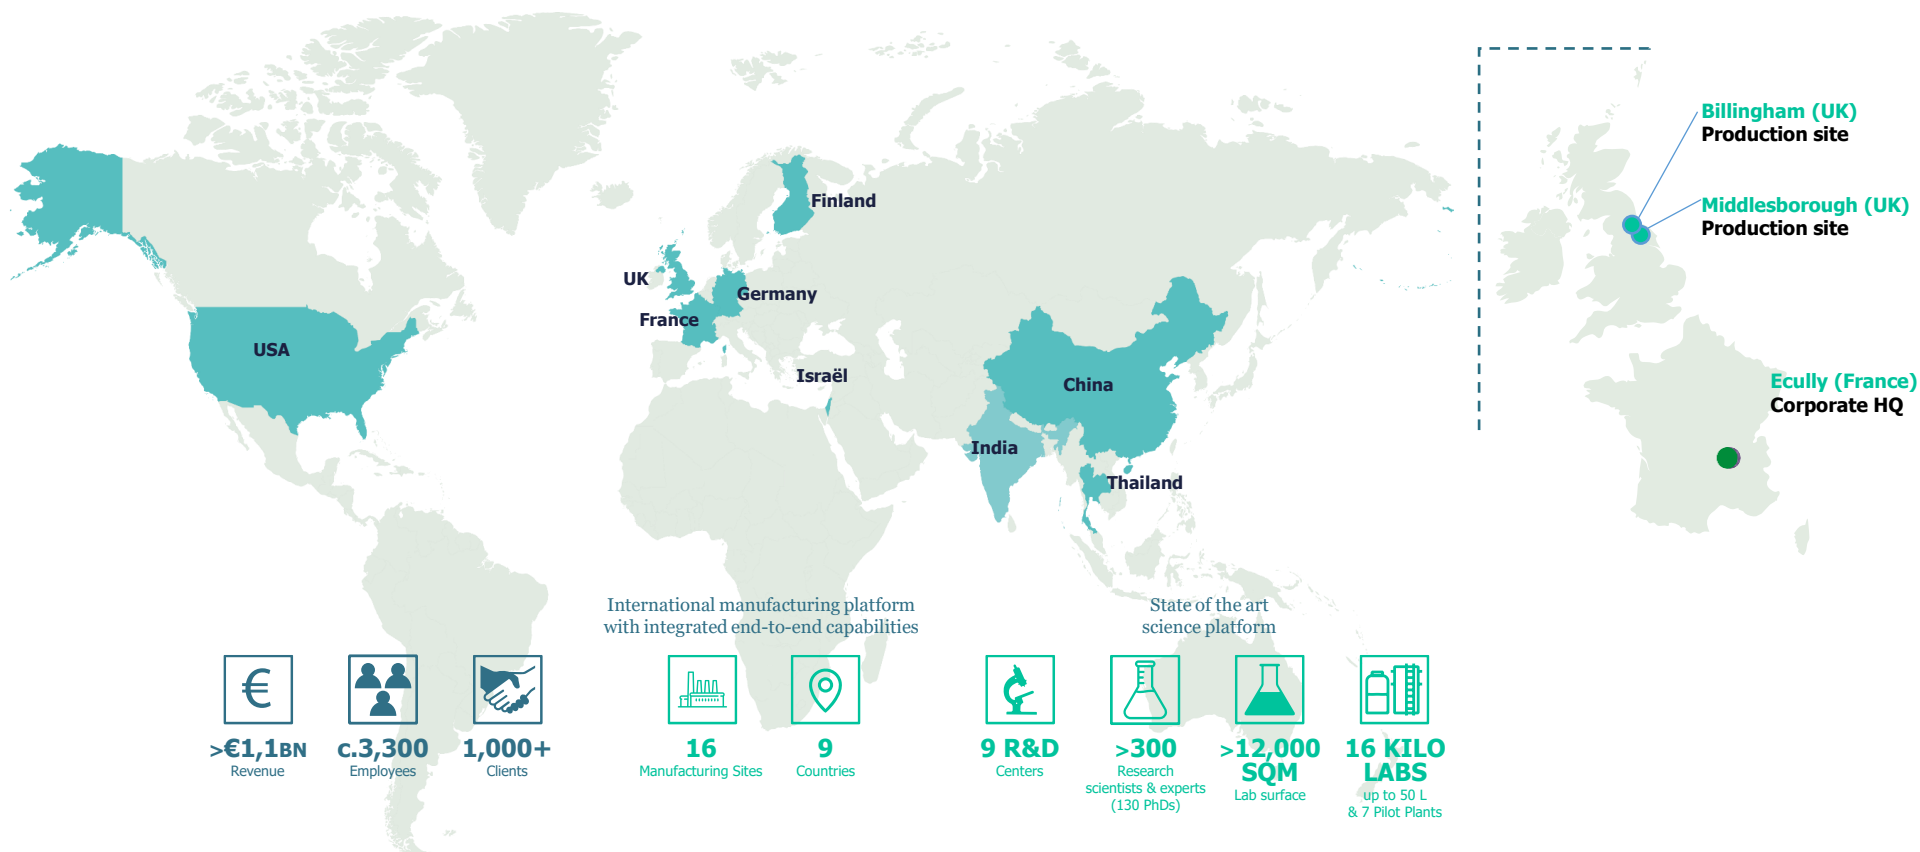 Billingham (UK)
Production site
Middlesborough (UK)
Production site
Finland
UK
Germany
France
USA
Israël
China
India
Thailand
Ecully (France)
Corporate HQ
International manufacturing platform
with integrated end-to-end capabilities
State of the art
science platform
€
>€1,1BN
Revenue
c.3,300
Employees
1,000+
Clients
16
Manufacturing Sites
9
Countries
9 R&D
Centers
>300
Research
scientists & experts
(130 PhDs)
>12,000
SQM
Lab surface
16 KILO
LABS
up to 50 L
& 7 Pilot Plants